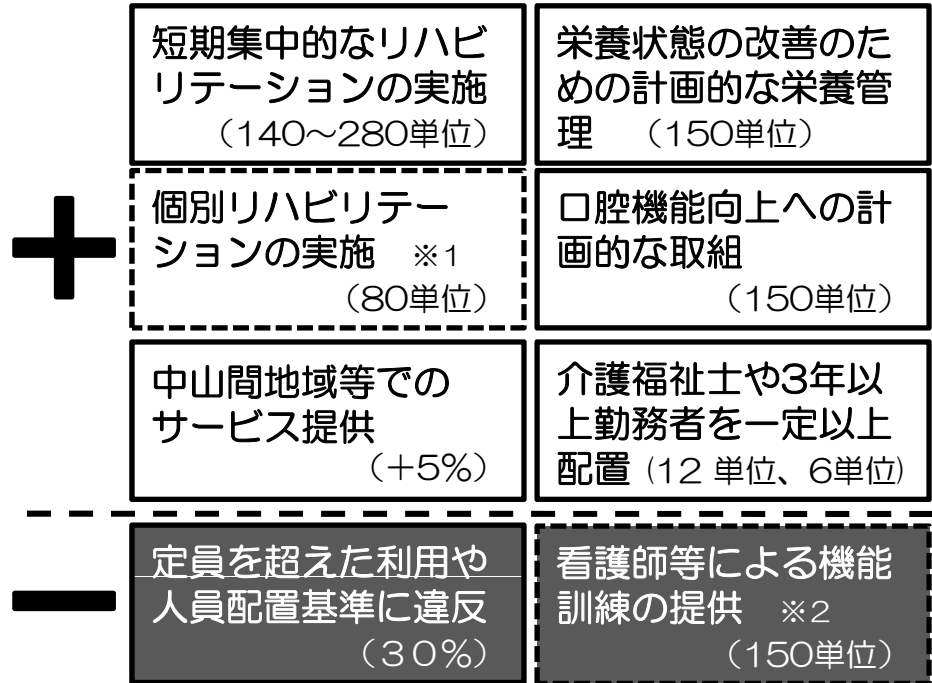 短期集中的なリハビ
リテーションの実施
（140～280単位）
栄養状態の改善のた
めの計画的な栄養管
理　（150単位）
＋
個別リハビリテー
ションの実施　※1
（80単位）
口腔機能向上への計
画的な取組
（150単位）
中山間地域等での
サービス提供
（＋5%）
介護福祉士や3年以
上勤務者を一定以上
配置 (12 単位、6単位)
－
定員を超えた利用や
人員配置基準に違反
（３０%）
看護師等による機能
訓練の提供　※2
（150単位）